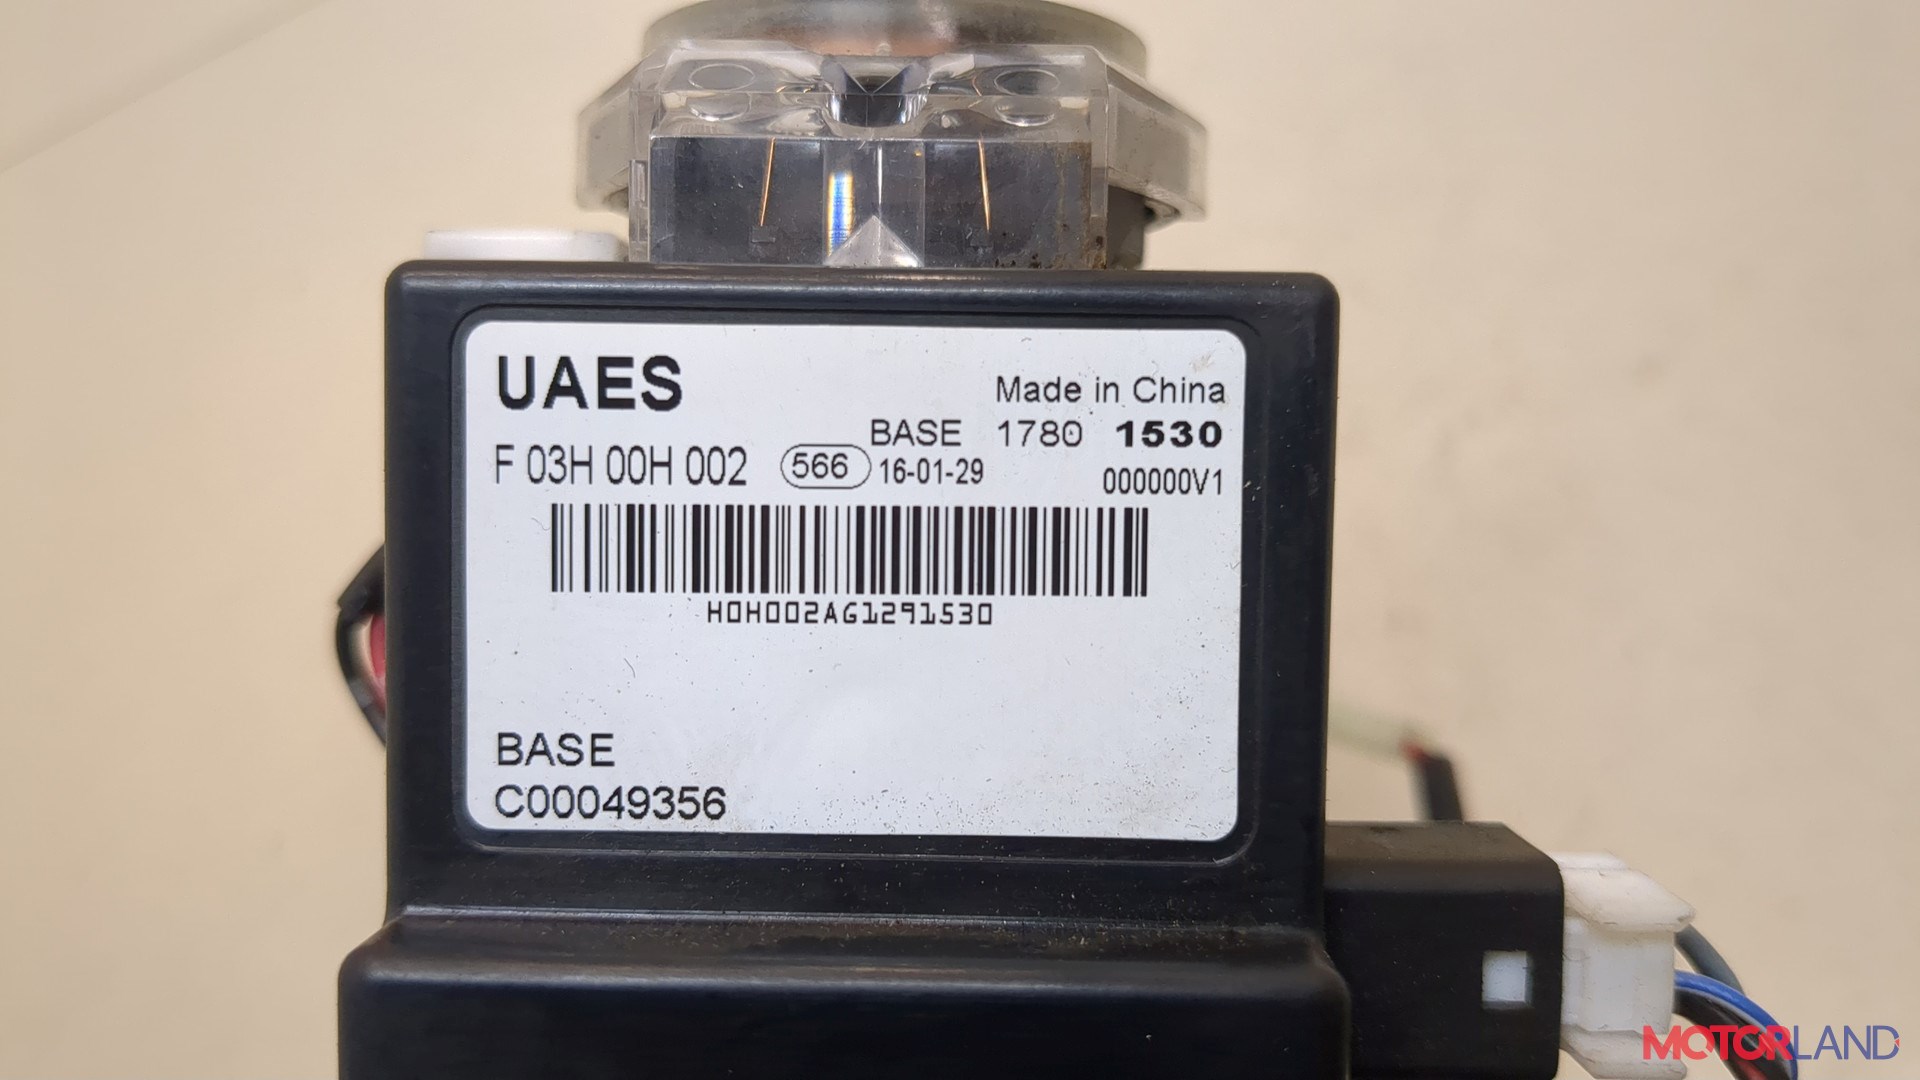 UAES
Made in China
BASE 1780 1530
F 03H 00H 002 566 16-01-29 000000V1
H0H002AG1291530
BASE
C00049356
MOTORLAND